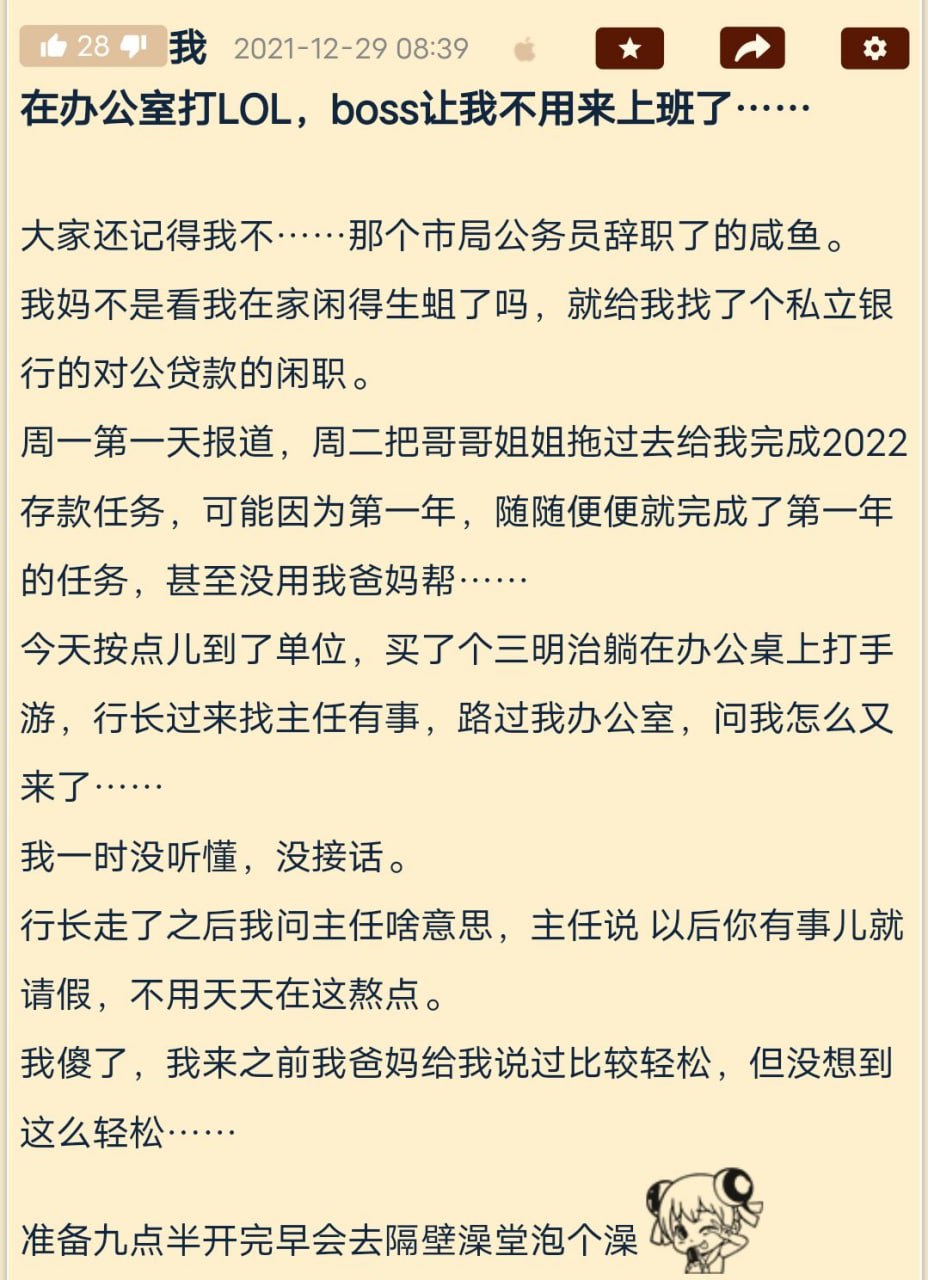 28 我 2021-12-29 08:39
在办公室打LOL，boss让我不用来上班了……
大家还记得我不……那个市局公务员辞职了的咸鱼。
我妈不是看我在家闲得生蛆了吗，就给我找了个私立银
行的对公贷款的闲职。
周一第一天报道，周二把哥哥姐姐拖过去给我完成2022
存款任务，可能因为第一年，随随便便就完成了第一年
的任务，甚至没用我爸妈帮……
今天按点儿到了单位，买了个三明治躺在办公桌上打手
游，行长过来找主任有事，路过我办公室，问我怎么又
来了……
我一时没听懂，没接话。
行长走了之后我问主任啥意思，主任说 以后你有事儿就
请假，不用天天在这熬点。
我傻了，我来之前我爸妈给我说过比较轻松，但没想到
这么轻松……
准备九点半开完早会去隔壁澡堂泡个澡